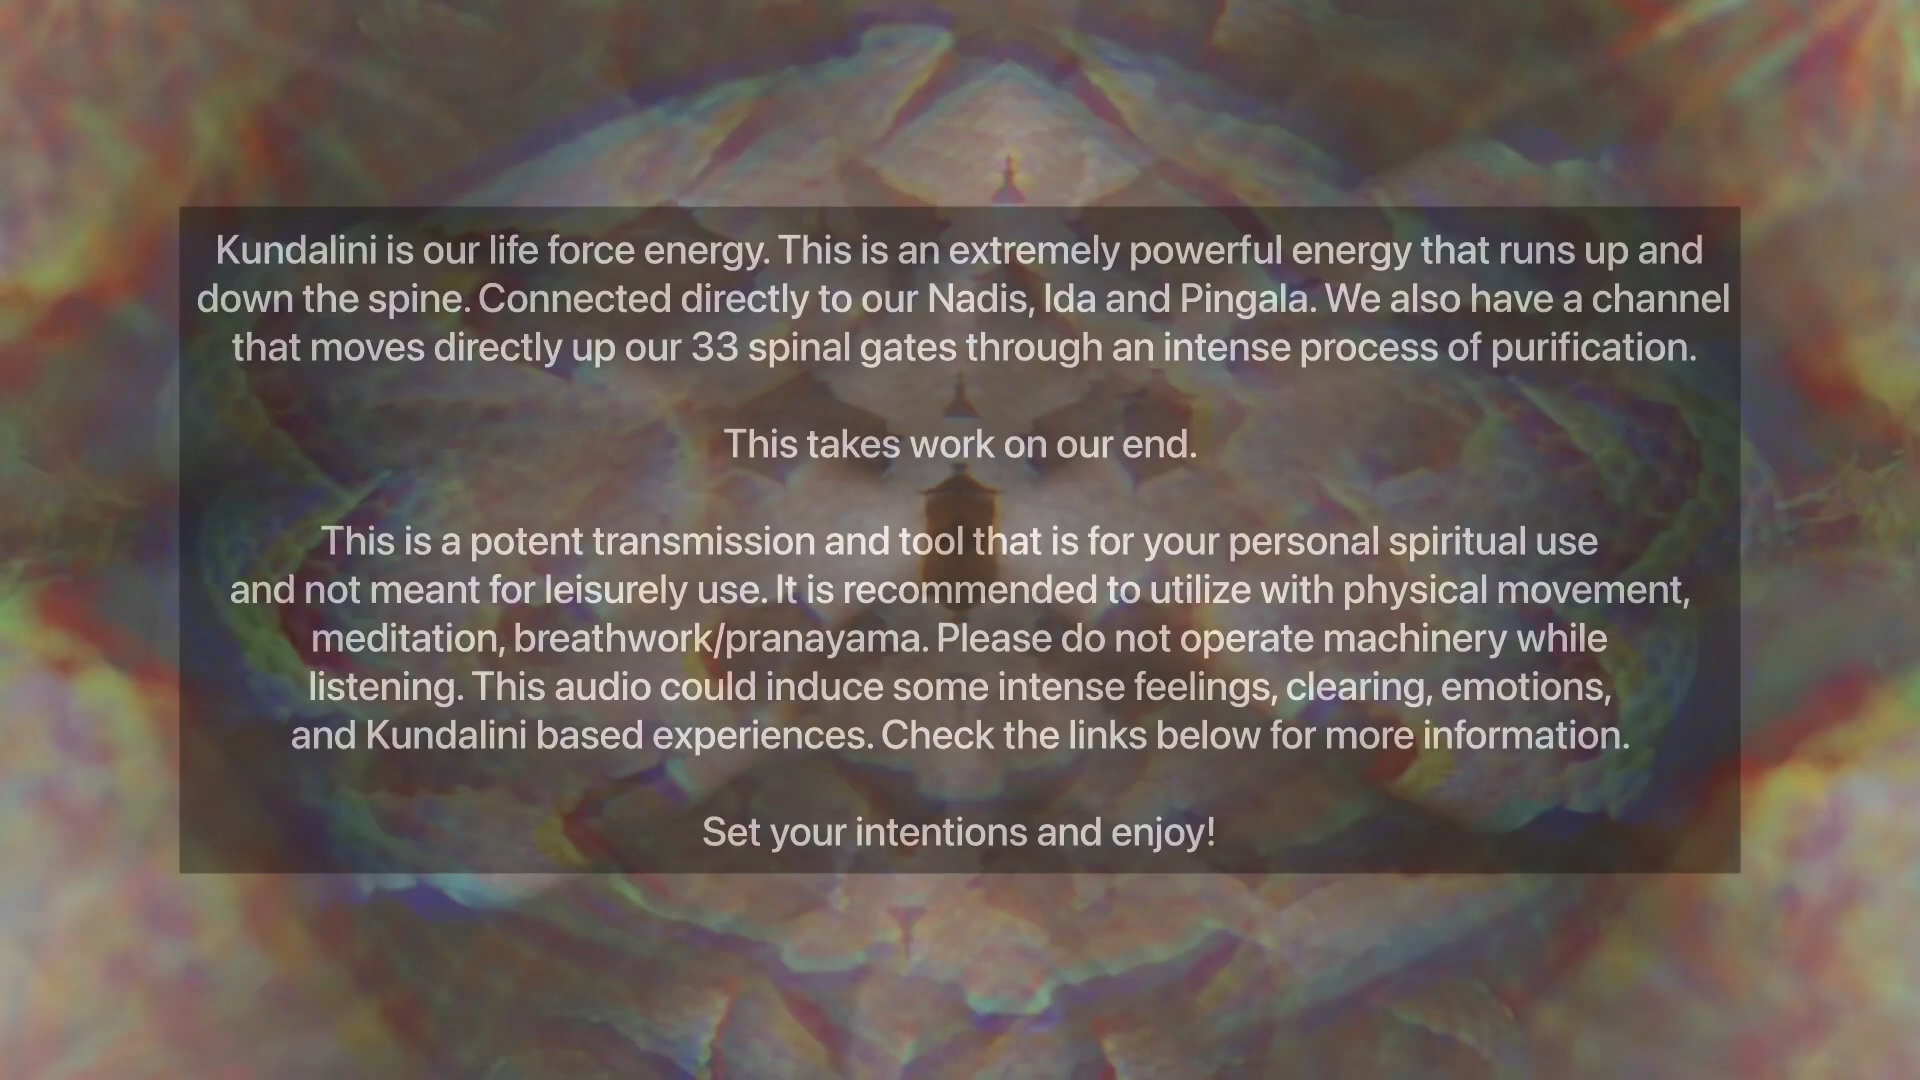 Kundalini is our life force energy. This is an extremely powerful energy that runs up and
down the spine. Connected directly to our Nadis, Ida and Pingala. We also have a channel
that moves directly up our 33 spinal gates through an intense process of purification.
This takes work on our end.
This is a potent transmission and tool that is for your personal spiritual use
and not meant for leisurely use. It is recommended to utilize with physical movement,
meditation, breathwork/pranayama. Please do not operate machinery while
listening. This audio could induce some intense feelings, clearing, emotions,
and Kundalini based experiences. Check the links below for more information.
Set your intentions and enjoy!